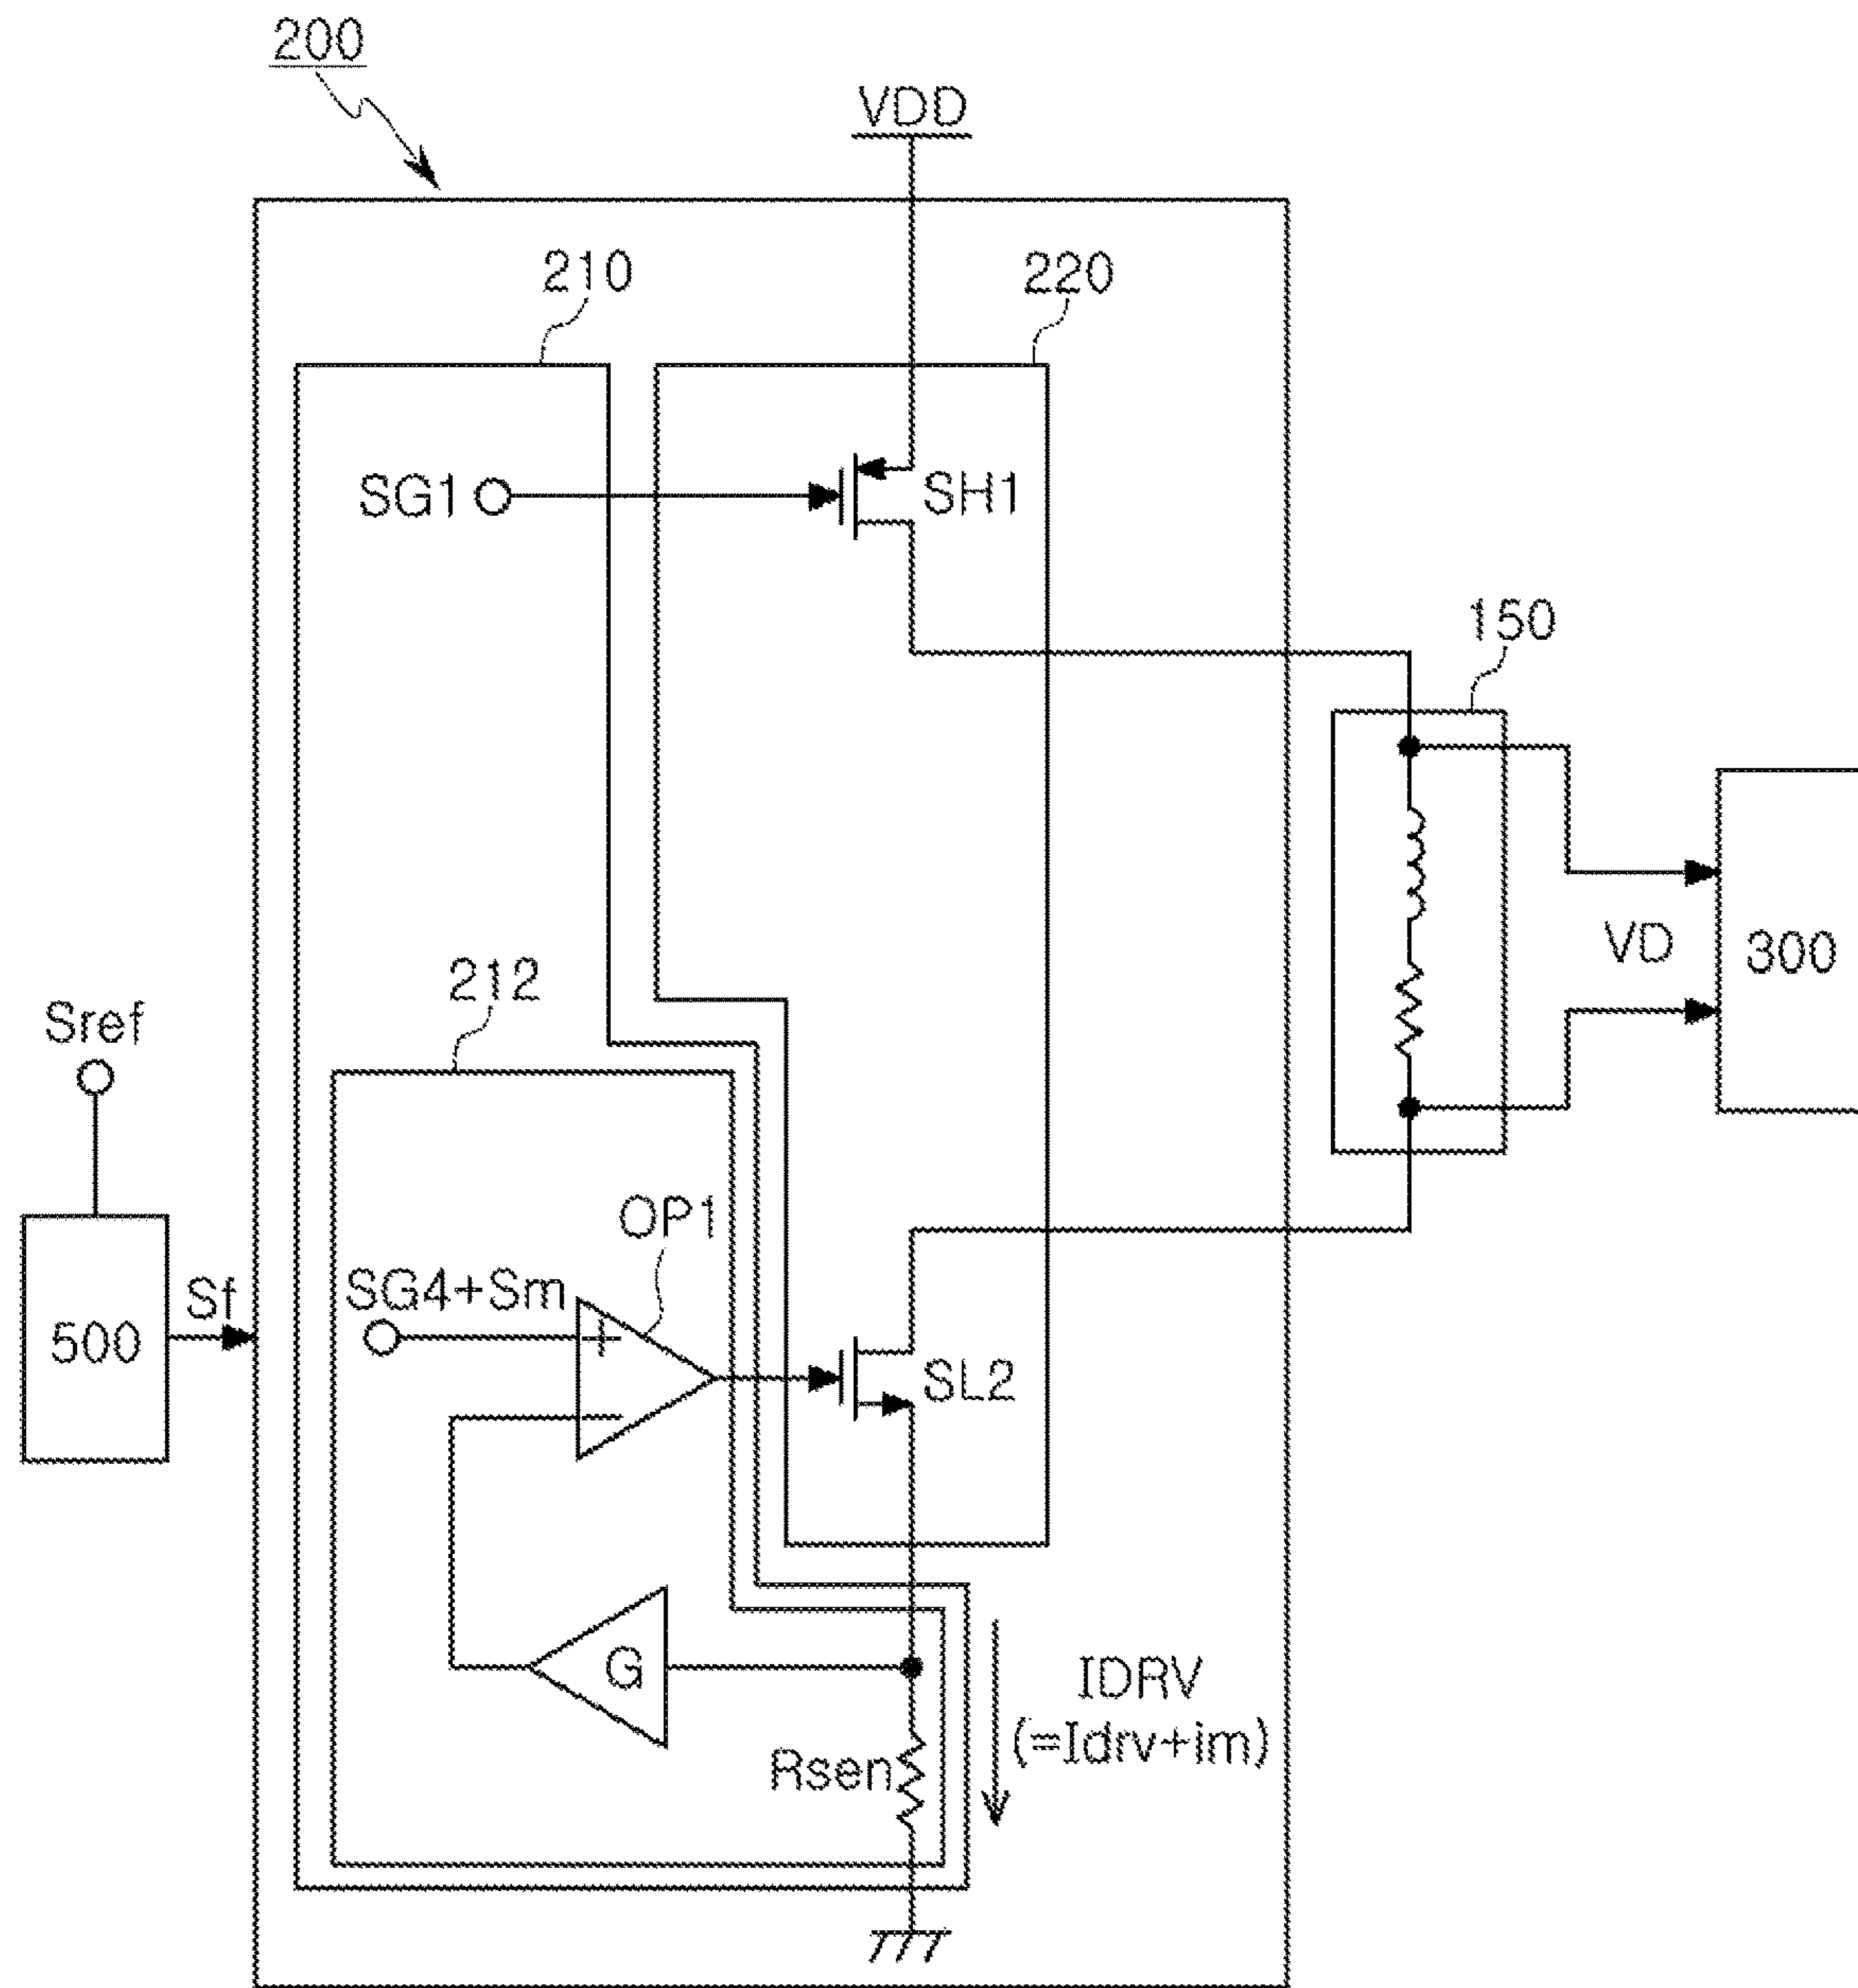 200
VDD
210
220
SG1
SH1
150
VD
300
212
Sref
OP1
SG4+Sm
Sf
500
SL2
G
IDRV
(=Idrv+im)
Rsen